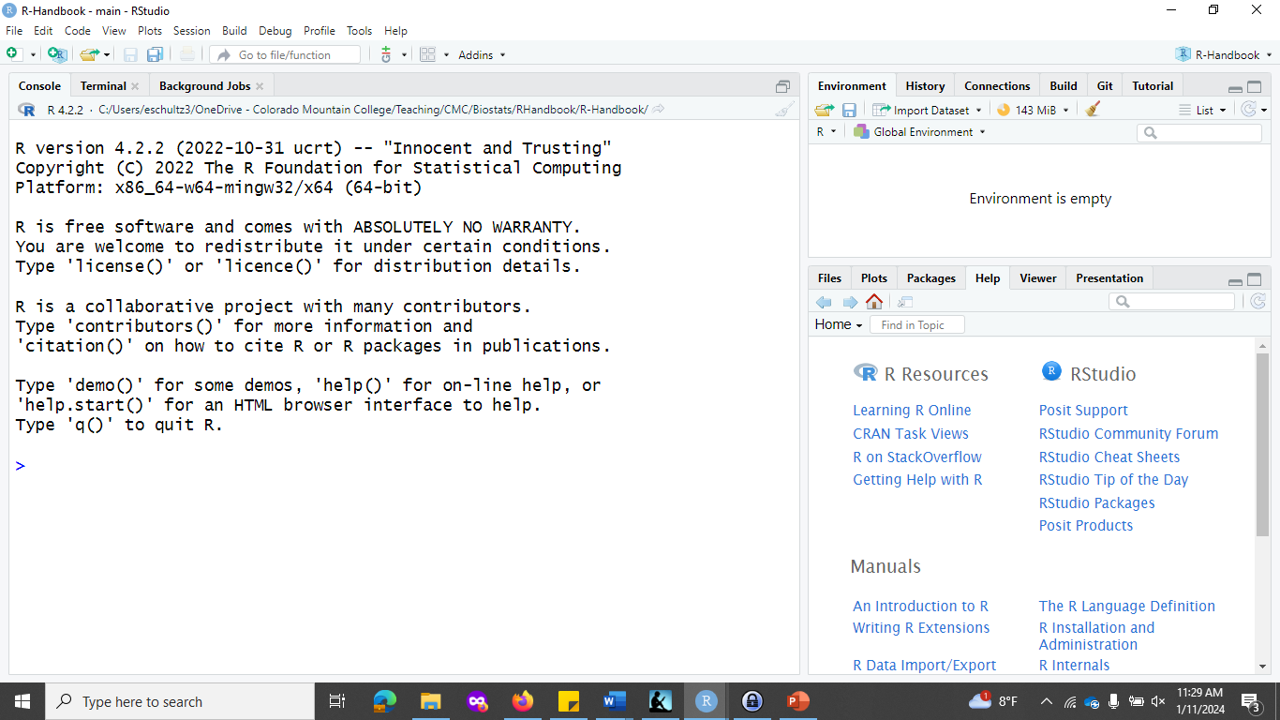 R-Handbook - main - RStudio
File Edit Code View Plots Session Build Debug Profile Tools Help
Go to file/function Addins R-Handbook
Console Terminal Background Jobs
R 4.2.2 · C:/Users/eschultz3/OneDrive - Colorado Mountain College/Teaching/CMC/Biostats/RHandbook/R-Handbook/
R version 4.2.2 (2022-10-31 ucrt) -- "Innocent and Trusting"
Copyright (C) 2022 The R Foundation for Statistical Computing
Platform: x86_64-w64-mingw32/x64 (64-bit)
R is free software and comes with ABSOLUTELY NO WARRANTY.
You are welcome to redistribute it under certain conditions.
Type 'license()' or 'licence()' for distribution details.
R is a collaborative project with many contributors.
Type 'contributors()' for more information and
'citation()' on how to cite R or R packages in publications.
Type 'demo()' for some demos, 'help()' for on-line help, or
'help.start()' for an HTML browser interface to help.
Type 'q()' to quit R.
>
Environment History Connections Build Git Tutorial
Import Dataset 143 MiB List
R Global Environment
Environment is empty
Files Plots Packages Help Viewer Presentation
Home Find in Topic
R Resources
Learning R Online
CRAN Task Views
R on StackOverflow
Getting Help with R
RStudio
Posit Support
RStudio Community Forum
RStudio Cheat Sheets
RStudio Tip of the Day
RStudio Packages
Posit Products
Manuals
An Introduction to R
Writing R Extensions
R Data Import/Export
The R Language Definition
R Installation and
Administration
R Internals
Type here to search
1 8°F
11:29 AM
1/11/2024
3